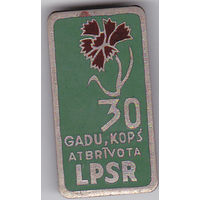 30
GADU, KOPŠ
ATBRĪVOTA
LPSR